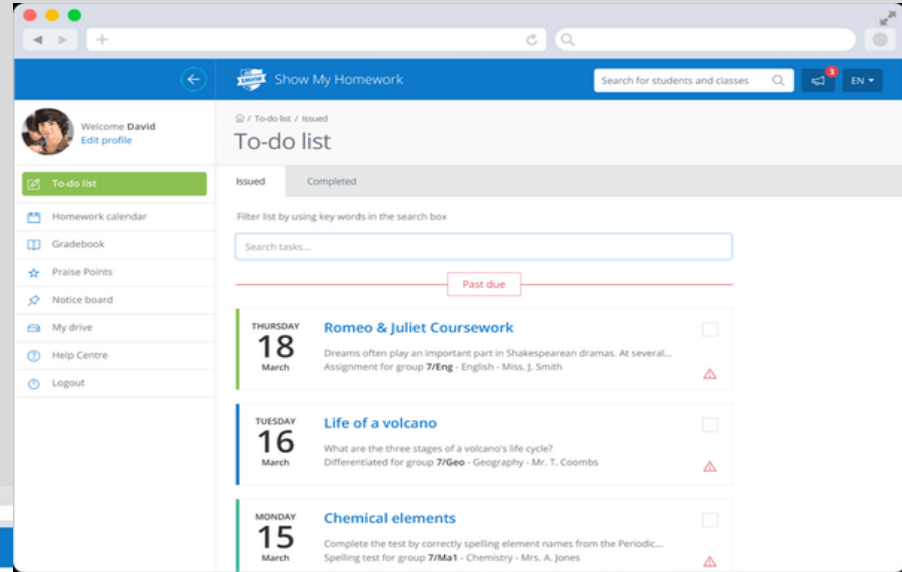 Show My Homework
Search for students and classes
3
EN
Welcome David
Edit profile
To-do list
Homework calendar
Gradebook
Praise Points
Notice board
My drive
Help Centre
Logout
/ To-do list / Issued
To-do list
Issued
Completed
Filter list by using key words in the search box
Search tasks...
Past due
THURSDAY
18
March
Romeo & Juliet Coursework
Dreams often play an important part in Shakespearean dramas. At several...
Assignment for group 7/Eng - English - Miss. J. Smith
TUESDAY
16
March
Life of a volcano
What are the three stages of a volcano's life cycle?
Differentiated for group 7/Geo - Geography - Mr. T. Coombs
MONDAY
15
March
Chemical elements
Complete the test by correctly spelling element names from the Periodic...
Spelling test for group 7/Ma1 - Chemistry - Mrs. A. Jones